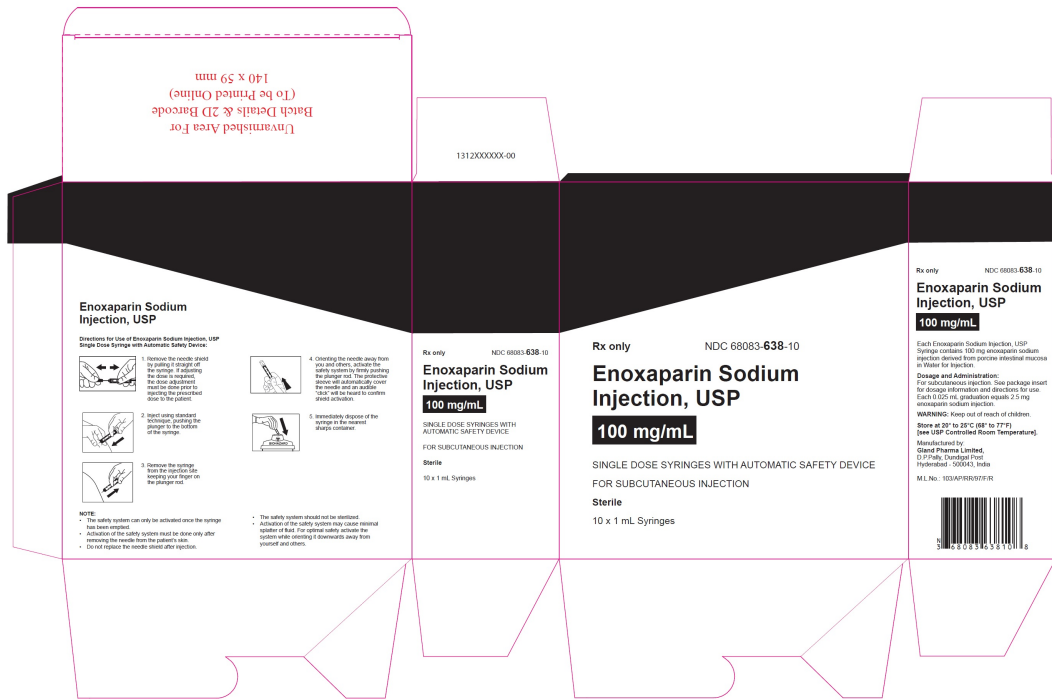 Unvarnished Area For
Batch Details & 2D Barcode
(To be Printed Online)
140 x 59 mm
1312XXXXXX-00
Enoxaparin Sodium
Injection, USP
Directions for Use of Enoxaparin Sodium Injection, USP
Single Dose Syringe with Automatic Safety Device:
1. Remove the needle shield
by pulling it straight off
the syringe. If adjusting
the dose is required,
the dose adjustment
must be done prior to
injecting the prescribed
dose to the patient.
2. Inject using standard
technique, pushing the
plunger to the bottom
of the syringe.
3. Remove the syringe
from the injection site
keeping your finger on
the plunger rod.
4. Orienting the needle away from
you and others, activate the
safety system by firmly pushing
the plunger rod. The protective
sleeve will automatically cover
the needle and an audible
"click" will be heard to confirm
shield activation.
5. Immediately dispose of the
syringe in the nearest
sharps container.
NOTE:
• The safety system can only be activated once the syringe
has been emptied.
• Activation of the safety system must be done only after
removing the needle from the patient's skin.
• Do not replace the needle shield after injection.
• The safety system should not be sterilized.
• Activation of the safety system may cause minimal
splatter of fluid. For optimal safety activate the
system while orienting it downwards away from
yourself and others.
Rx only NDC 68083-638-10
Enoxaparin Sodium
Injection, USP
100 mg/mL
SINGLE DOSE SYRINGES WITH
AUTOMATIC SAFETY DEVICE
FOR SUBCUTANEOUS INJECTION
Sterile
10 x 1 mL Syringes
Rx only NDC 68083-638-10
Enoxaparin Sodium
Injection, USP
100 mg/mL
SINGLE DOSE SYRINGES WITH AUTOMATIC SAFETY DEVICE
FOR SUBCUTANEOUS INJECTION
Sterile
10 x 1 mL Syringes
Rx only NDC 68083-638-10
Enoxaparin Sodium
Injection, USP
100 mg/mL
Each Enoxaparin Sodium Injection, USP
Syringe contains 100 mg enoxaparin sodium
injection derived from porcine intestinal mucosa
in Water for Injection.
Dosage and Administration:
For subcutaneous injection. See package insert
for dosage information and directions for use.
Each 0.025 mL graduation equals 2.5 mg
enoxaparin sodium injection.
WARNING: Keep out of reach of children.
Store at 20° to 25°C (68° to 77°F)
[see USP Controlled Room Temperature].
Manufactured by:
Gland Pharma Limited,
D.P.Pally, Dundigal Post
Hyderabad - 500043, India
M.L No.: 103/AP/RR/97/F/R
N
3 68083 63810 8